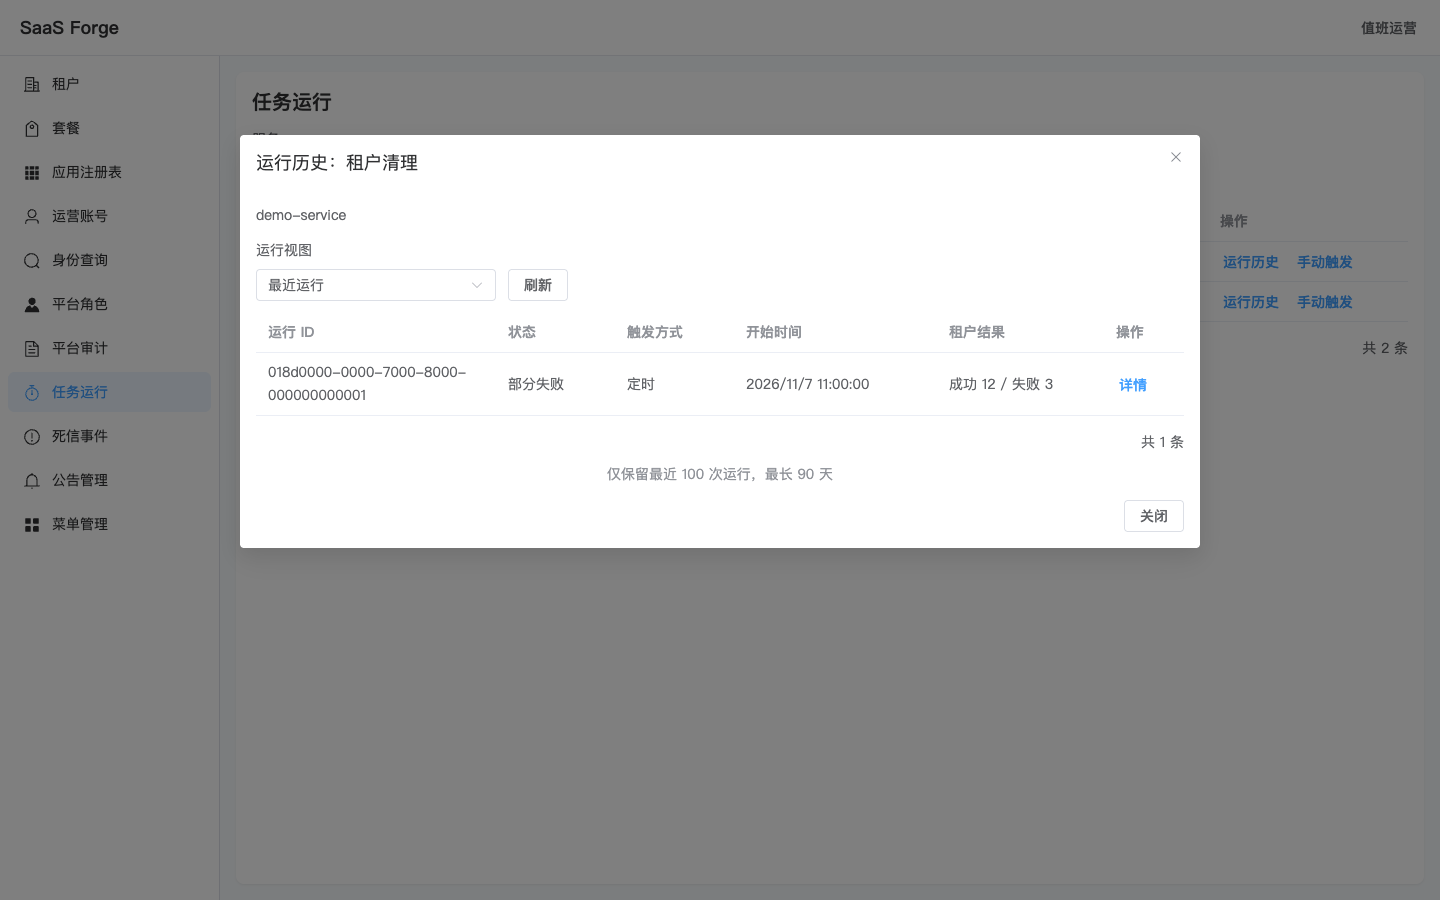 SaaS Forge
值班运营
租户
套餐
应用注册表
运营账号
身份查询
平台角色
平台审计
任务运行
死信事件
公告管理
菜单管理
任务运行
操作
运行历史 手动触发
运行历史 手动触发
共 2 条
运行历史：租户清理
demo-service
运行视图
最近运行
刷新
运行 ID 状态 触发方式 开始时间 租户结果 操作
018d0000-0000-7000-8000-
000000000001
部分失败 定时 2026/11/7 11:00:00 成功 12 / 失败 3 详情
共 1 条
仅保留最近 100 次运行，最长 90 天
关闭